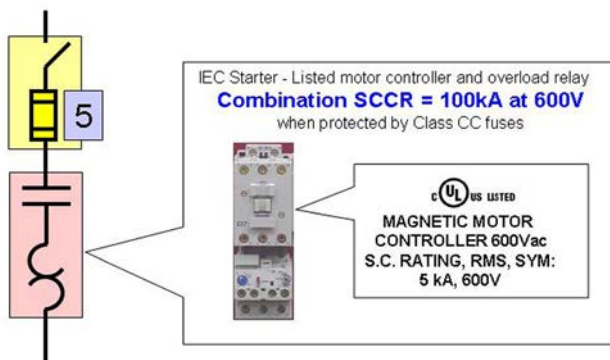 5
IEC Starter - Listed motor controller and overload relay
Combination SCCR = 100kA at 600V
when protected by Class CC fuses
C UL US LISTED
MAGNETIC MOTOR
CONTROLLER 600Vac
S.C. RATING, RMS, SYM:
5 kA, 600V